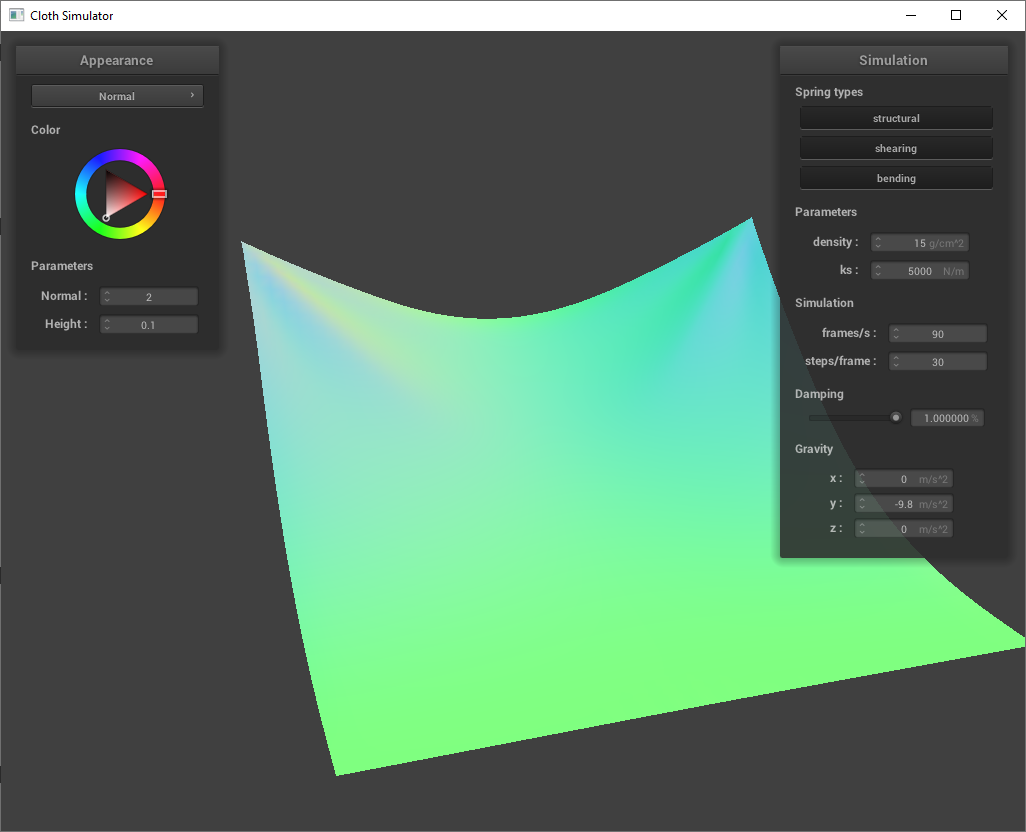 Cloth Simulator
Appearance
Normal
Color
Parameters
Normal : 2
Height : 0.1
Simulation
Spring types
structural
shearing
bending
Parameters
density : 15 g/cm^2
ks : 5000 N/m
Simulation
frames/s : 90
steps/frame : 30
Damping
1.000000 %
Gravity
x : 0 m/s^2
y : -9.8 m/s^2
z : 0 m/s^2